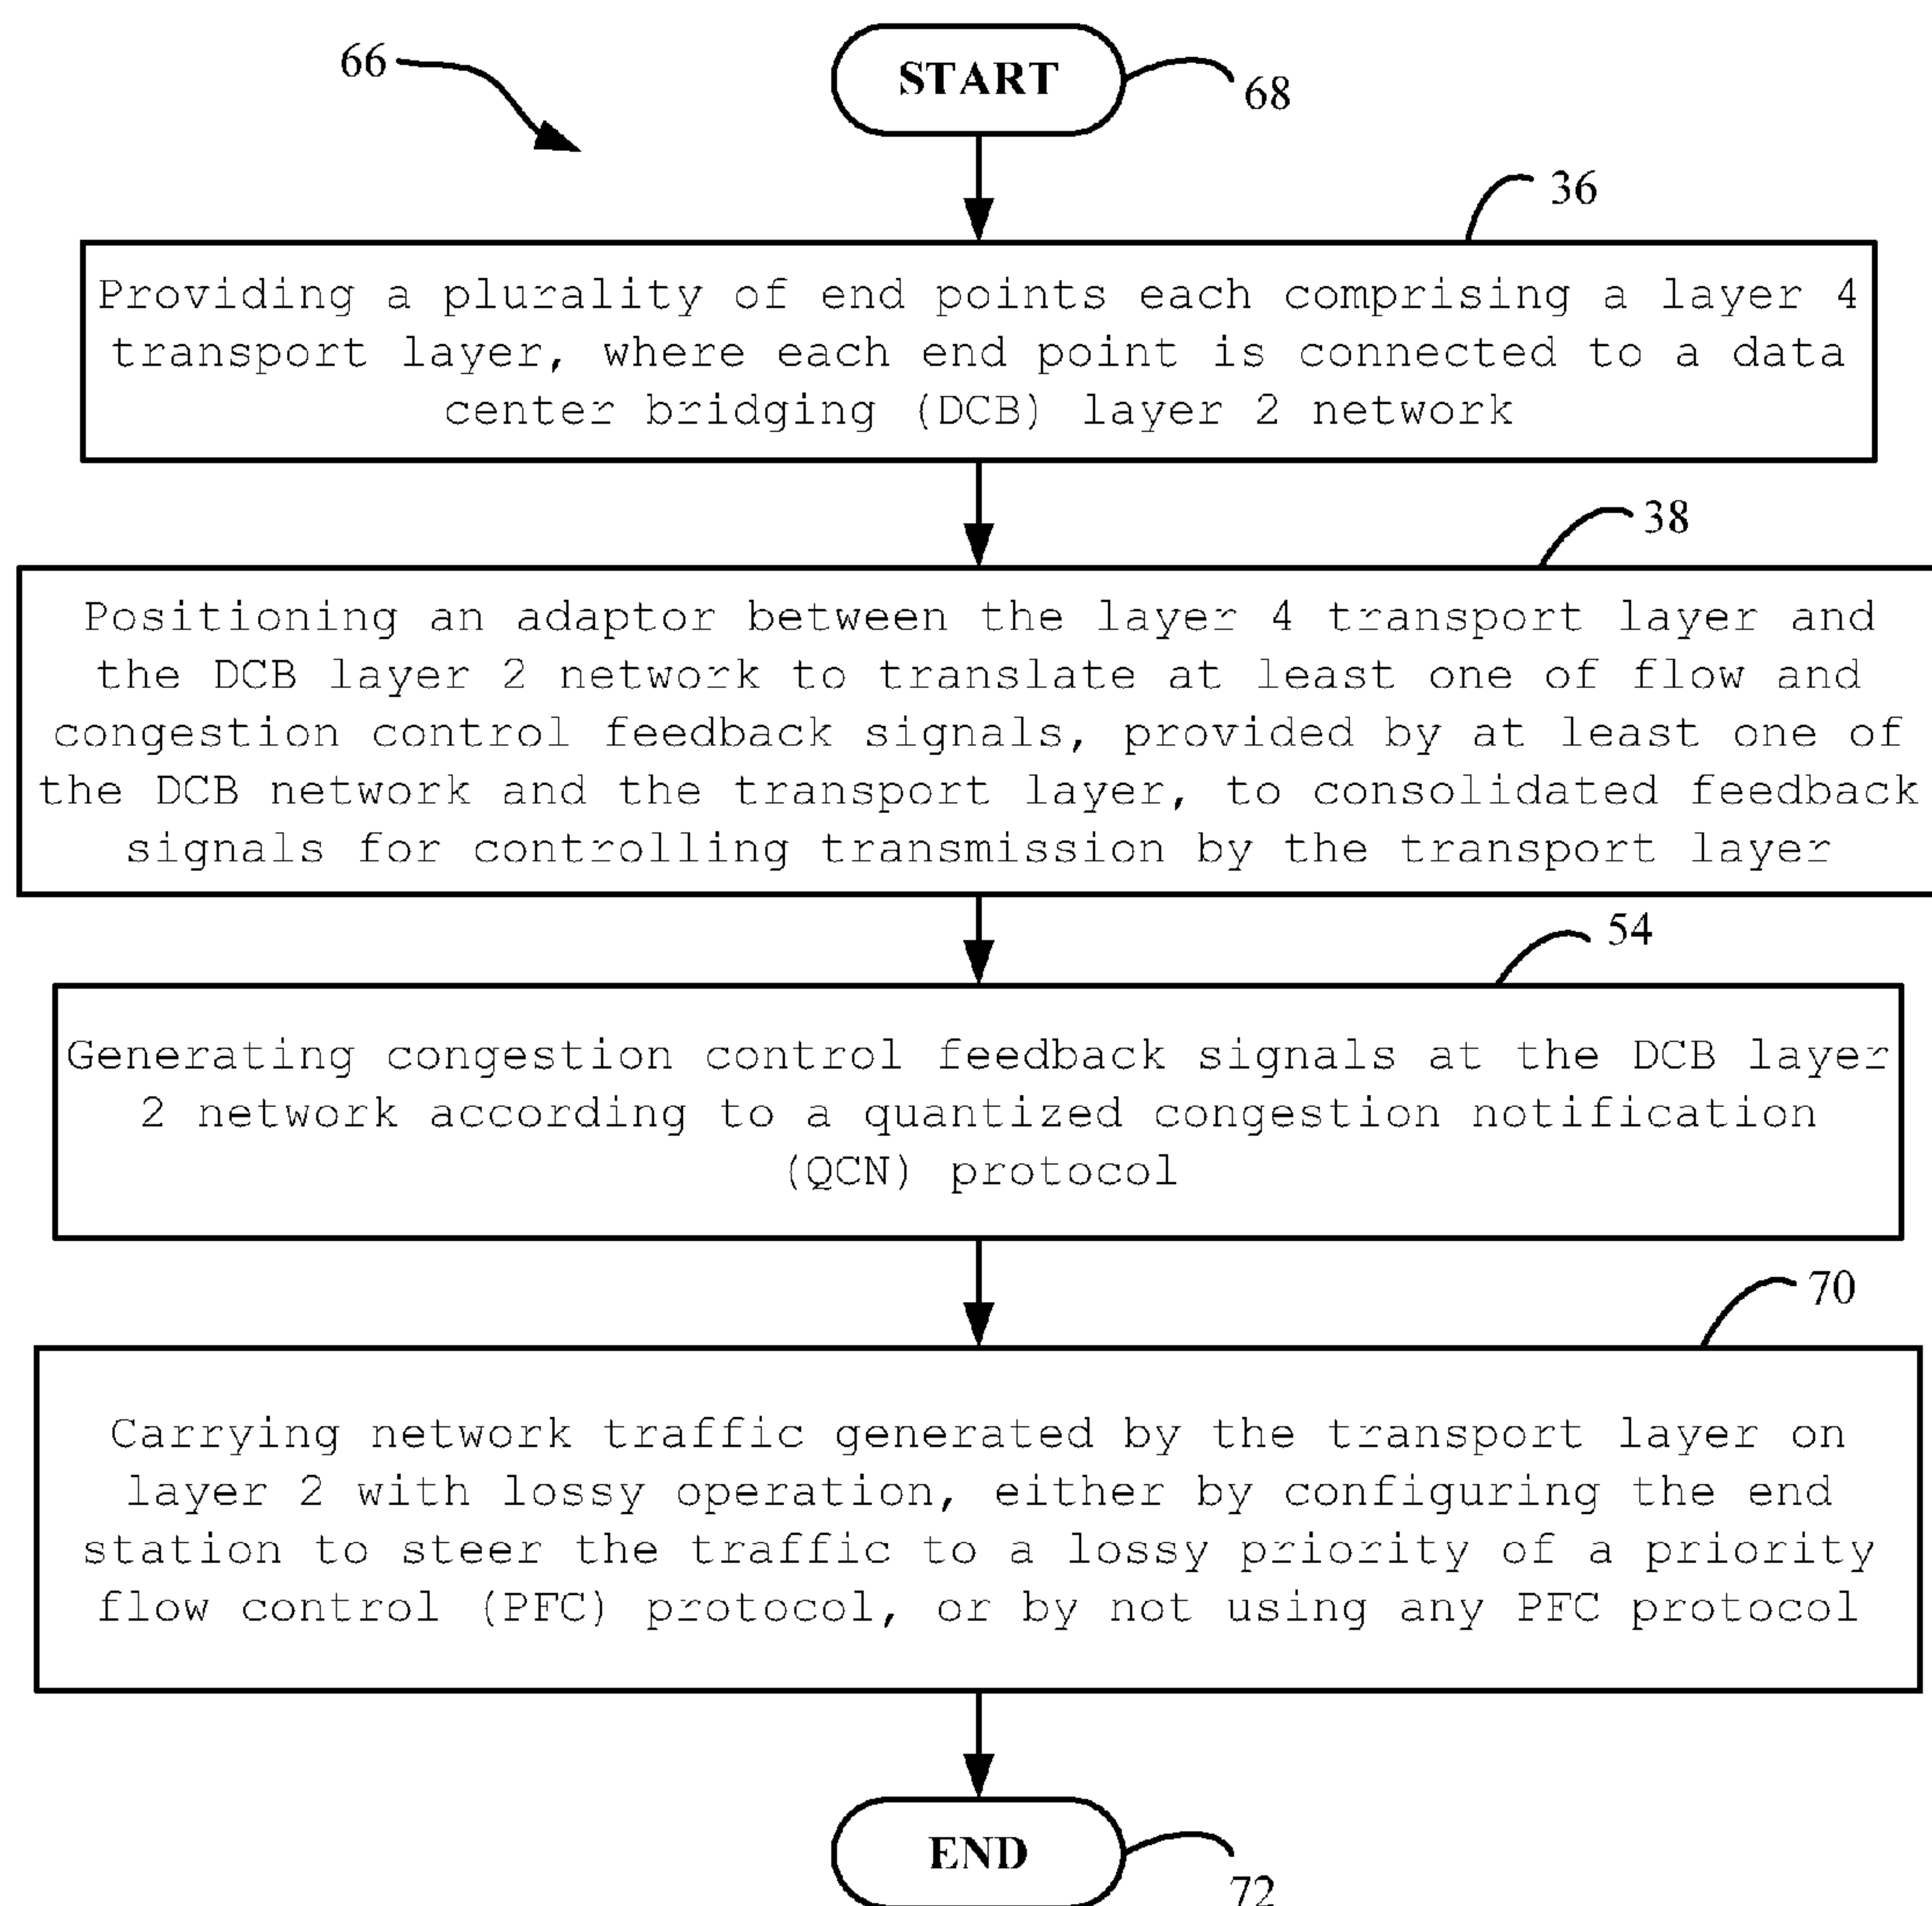 66
START
68
36
Providing a plurality of end points each comprising a layer 4
transport layer, where each end point is connected to a data
center bridging (DCB) layer 2 network
38
Positioning an adaptor between the layer 4 transport layer and
the DCB layer 2 network to translate at least one of flow and
congestion control feedback signals, provided by at least one of
the DCB network and the transport layer, to consolidated feedback
signals for controlling transmission by the transport layer
54
Generating congestion control feedback signals at the DCB layer
2 network according to a quantized congestion notification
(QCN) protocol
70
Carrying network traffic generated by the transport layer on
layer 2 with lossy operation, either by configuring the end
station to steer the traffic to a lossy priority of a priority
flow control (PFC) protocol, or by not using any PFC protocol
END
72